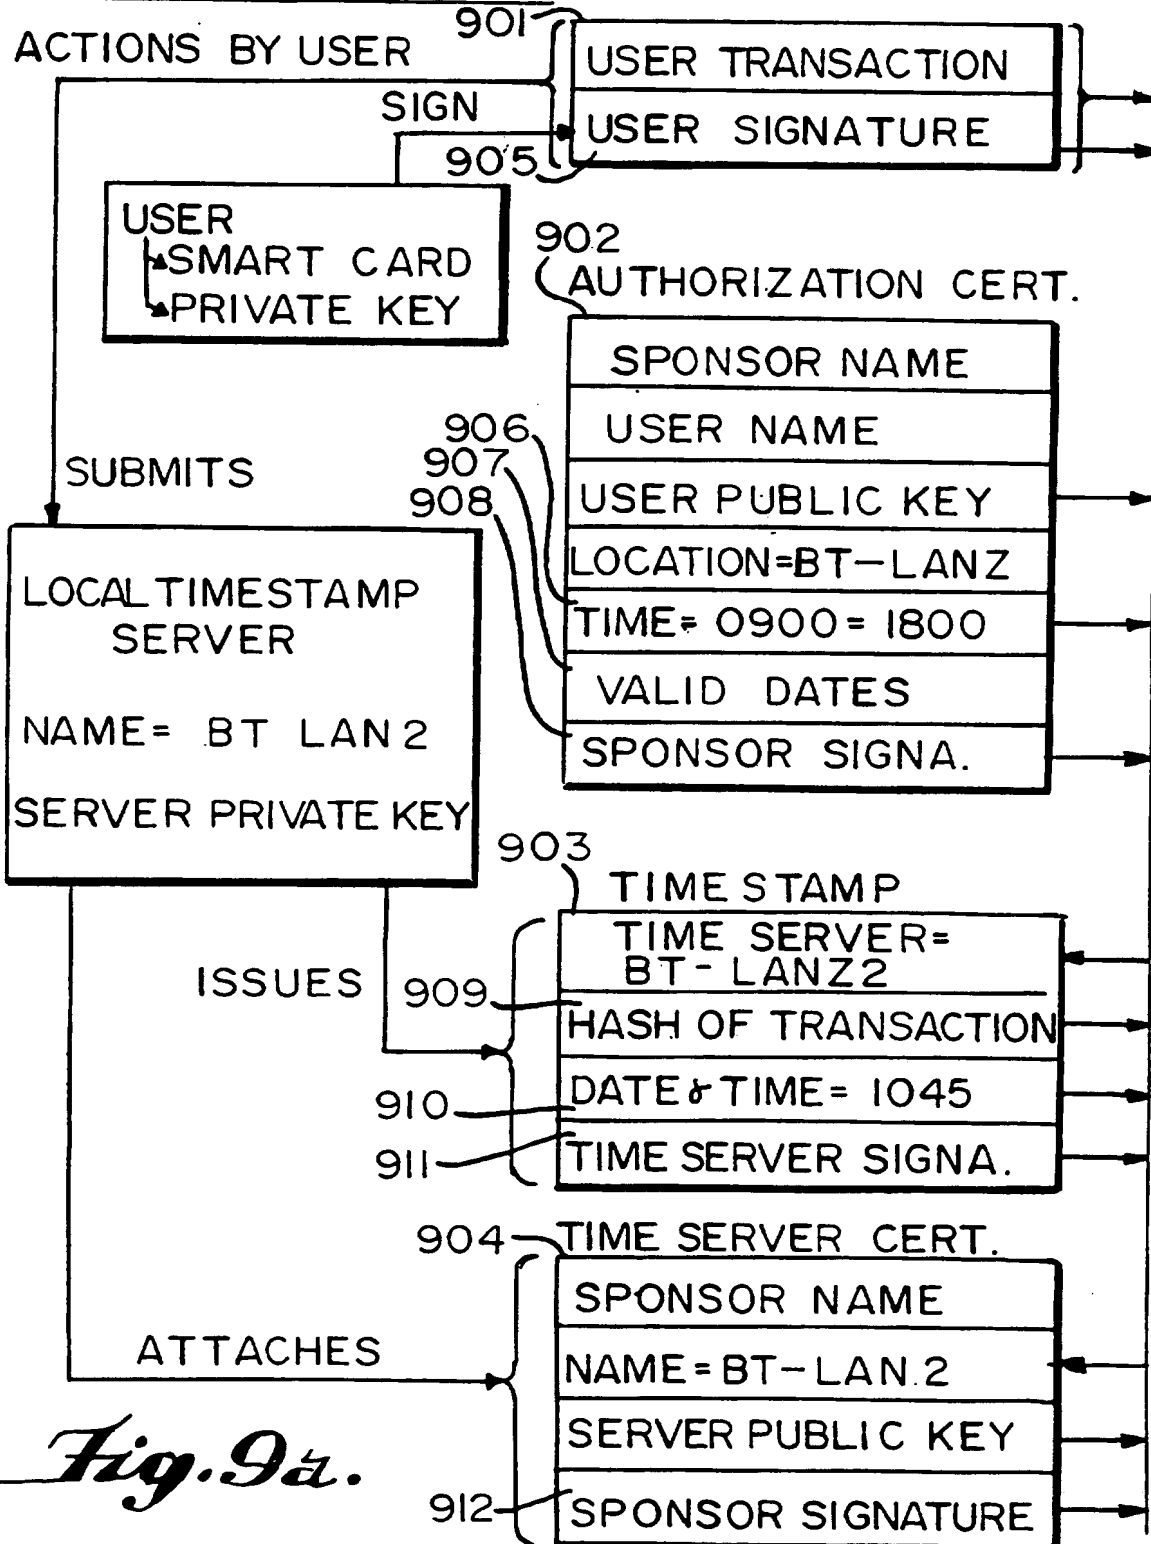 901
ACTIONS BY USER
USER TRANSACTION
SIGN
USER SIGNATURE
905
USER
SMART CARD
PRIVATE KEY
902
AUTHORIZATION CERT.
SPONSOR NAME
USER NAME
906
907
908
USER PUBLIC KEY
LOCATION=BT-LANZ
TIME= 0900= 1800
VALID DATES
SPONSOR SIGNA.
SUBMITS
LOCAL TIMESTAMP
SERVER
NAME= BT LAN 2
SERVER PRIVATE KEY
903
TIME STAMP
TIME SERVER=
BT-LANZ2
ISSUES
909
HASH OF TRANSACTION
910
DATE & TIME= 1045
911
TIME SERVER SIGNA.
904
TIME SERVER CERT.
SPONSOR NAME
ATTACHES
NAME=BT-LAN.2
SERVER PUBLIC KEY
912
SPONSOR SIGNATURE
Fig. 9a.